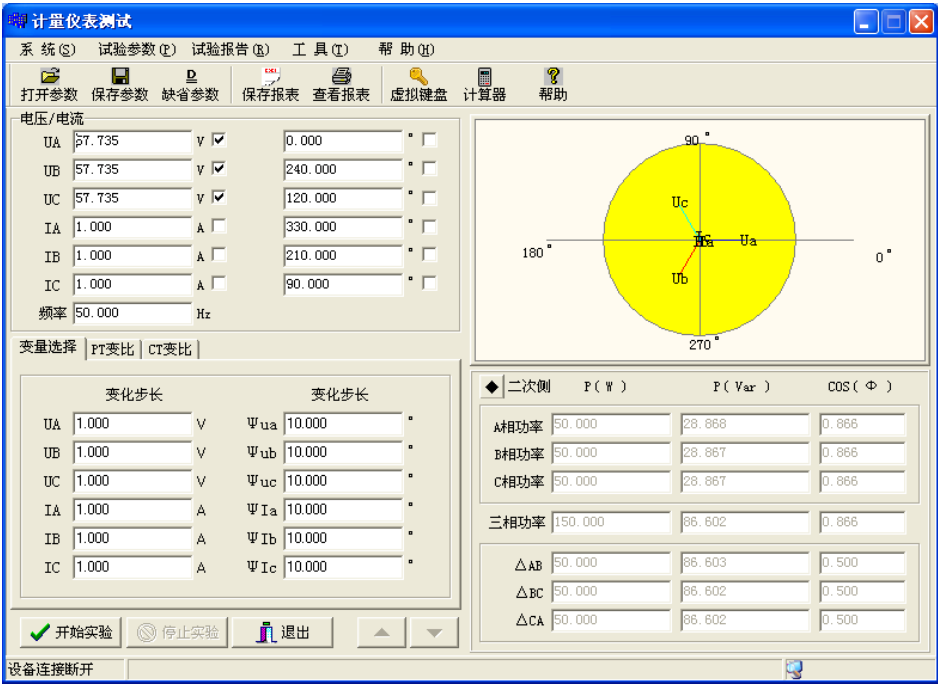 计量仪表测试
系 统(S) 试验参数(P) 试验报告(R) 工 具(T) 帮 助(H)
打开参数 保存参数 缺省参数 保存报表 查看报表 虚拟键盘 计算器 帮助
电压/电流
UA 57.735 V 0.000 °
UB 57.735 V 240.000 °
UC 57.735 V 120.000 °
IA 1.000 A 330.000 °
IB 1.000 A 210.000 °
IC 1.000 A 90.000 °
频率 50.000 Hz
90 °
Uc
180 ° Ua 0 °
Ub
270 °
变量选择 PT变比 CT变比
变化步长 变化步长
UA 1.000 V Ψua 10.000 °
UB 1.000 V Ψub 10.000 °
UC 1.000 V Ψuc 10.000 °
IA 1.000 A ΨIa 10.000 °
IB 1.000 A ΨIb 10.000 °
IC 1.000 A ΨIc 10.000 °
◆ 二次侧 P( W ) P( Var ) COS( Φ )
A相功率 50.000 28.868 0.866
B相功率 50.000 28.867 0.866
C相功率 50.000 28.867 0.866
三相功率 150.000 86.602 0.866
△AB 50.000 86.603 0.500
△BC 50.000 86.602 0.500
△CA 50.000 86.602 0.500
开始实验 停止实验 退出
设备连接断开